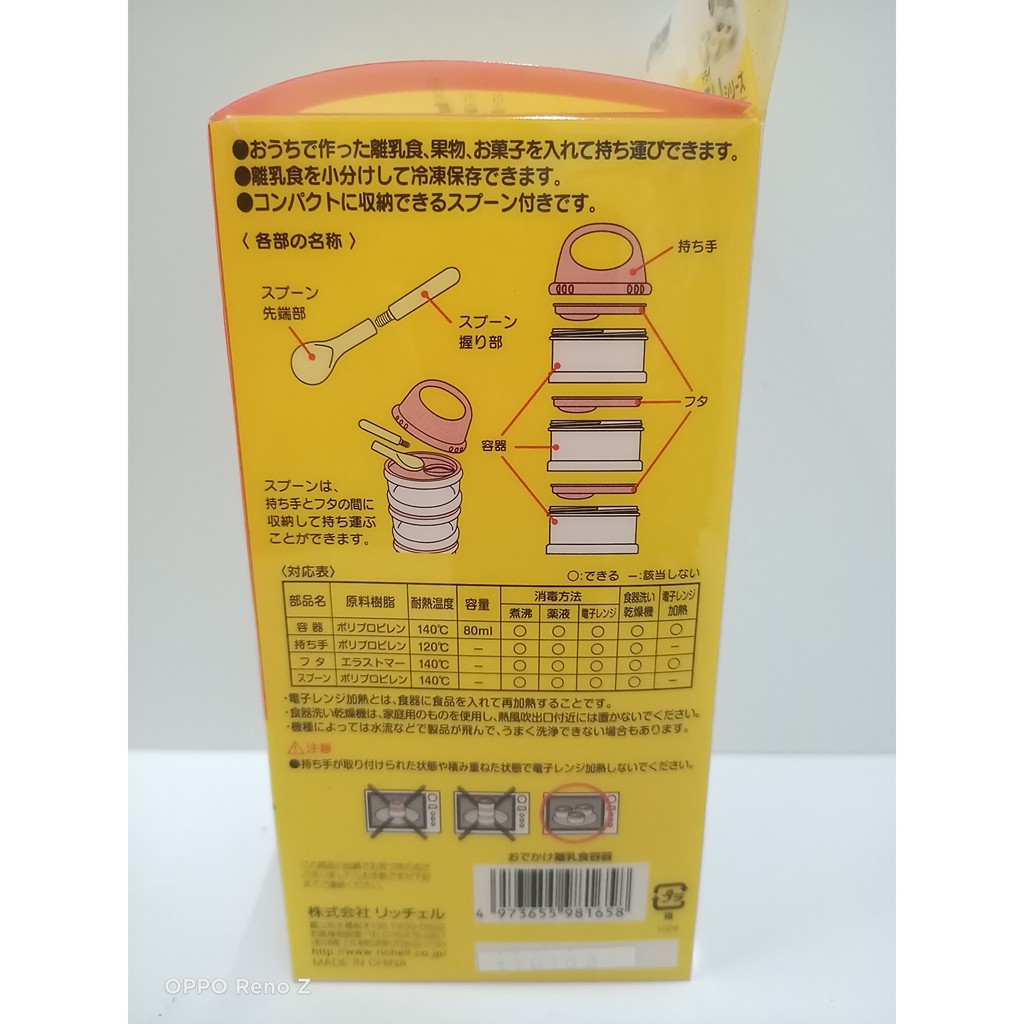 シリーズ
●おうちで作った離乳食、果物、お菓子を入れて持ち運びできます。
●離乳食を小分けして冷凍保存できます。
●コンパクトに収納できるスプーン付きです。
〈 各部の名称 〉
持ち手
スプーン
先端部
スプーン
握り部
フタ
容器
スプーンは、
持ち手とフタの間に
収納して持ち運ぶ
ことができます。
〈対応表〉 ○:できる ー:該当しない
部品名 原料樹脂 耐熱温度 容量 消毒方法 食器洗い乾燥機 電子レンジ加熱
煮沸 薬液 電子レンジ
容器 ポリプロピレン 140℃ 80ml ○ ○ ○ ○ ○
持ち手 ポリプロピレン 120℃ − ○ ○ ○ ○ −
フタ エラストマー 140℃ − ○ ○ ○ ○ ○
スプーン ポリプロピレン 140℃ − ○ ○ ○ ○ −
・電子レンジ加熱とは、食器に食品を入れて再加熱することです。
・食器洗い乾燥機は、家庭用のものを使用し、熱風吹出口付近には置かないでください。
・機種によっては水流などで製品が飛んで、うまく洗浄できない場合もあります。
⚠注意
●持ち手が取り付けられた状態や積み重ねた状態で電子レンジ加熱しないでください。
おでかけ離乳食容器
4 973655 981658
プラ
箱
株式会社 リッチェル
http://www.richell.co.jp/
MADE IN CHINA
OPPO Reno Z